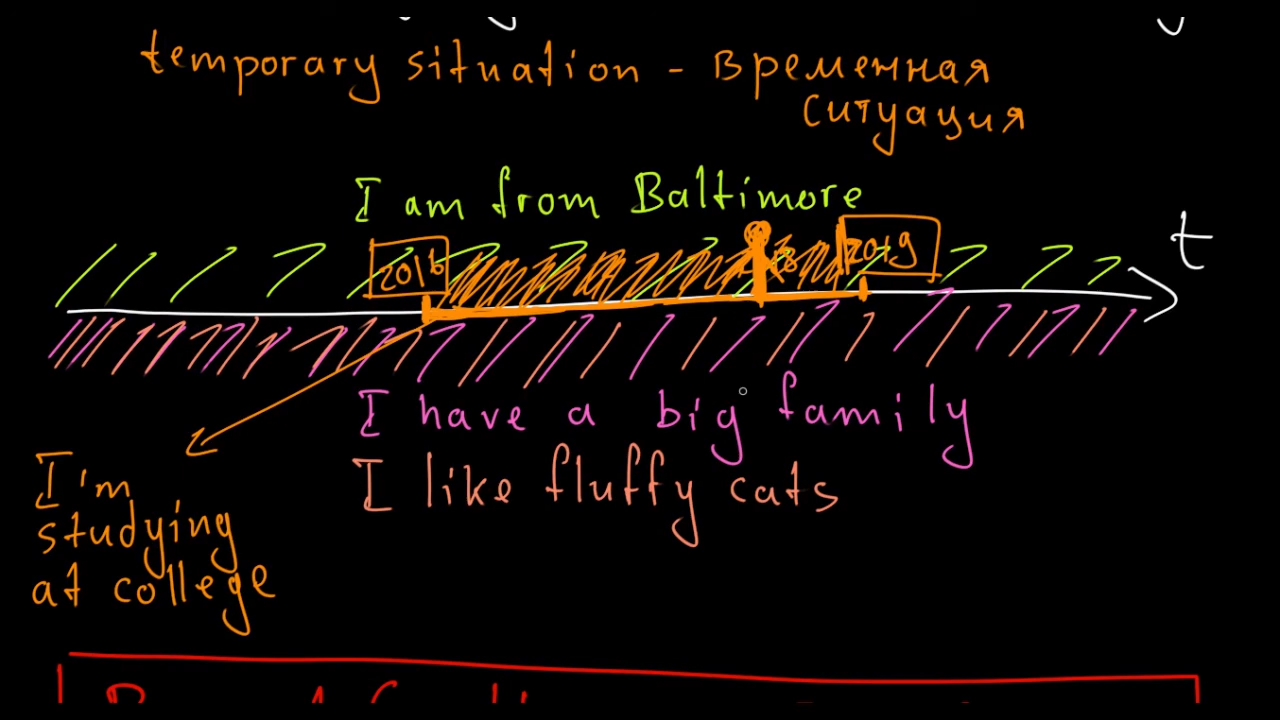 temporary situation - временная
ситуация
I am from Baltimore
2016
2019
t
I have a big family
I like fluffy cats
I'm
studying
at college